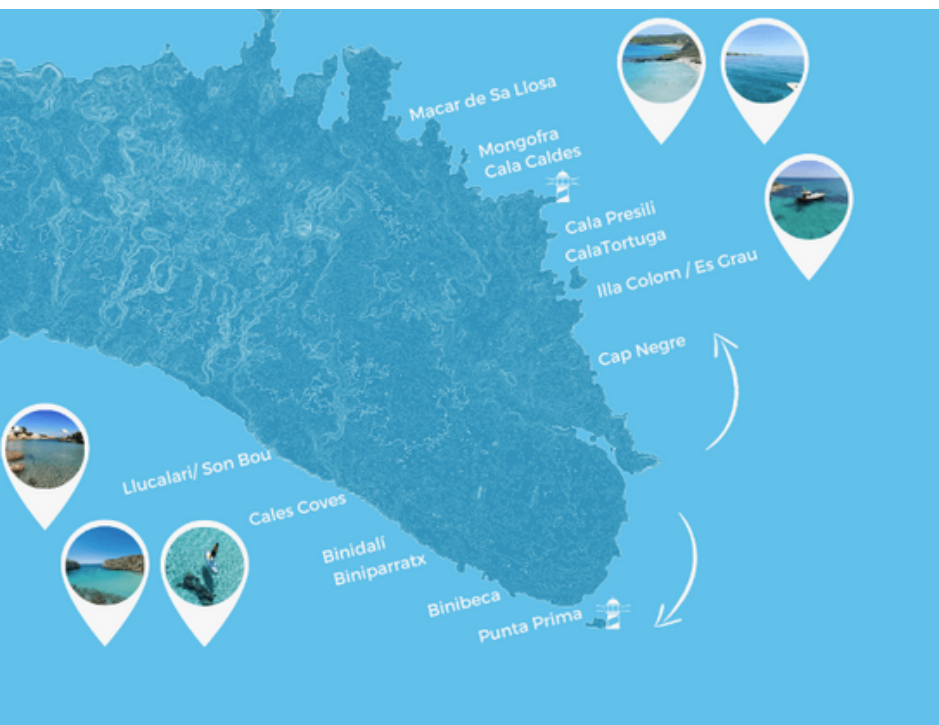 Macar de Sa Llosa
Mongofra
Cala Caldes
Cala Presili
CalaTortuga
Illa Colom / Es Grau
Cap Negre
Llucalari/ Son Bou
Cales Coves
Binidalí
Biniparratx
Binibeca
Punta Prima